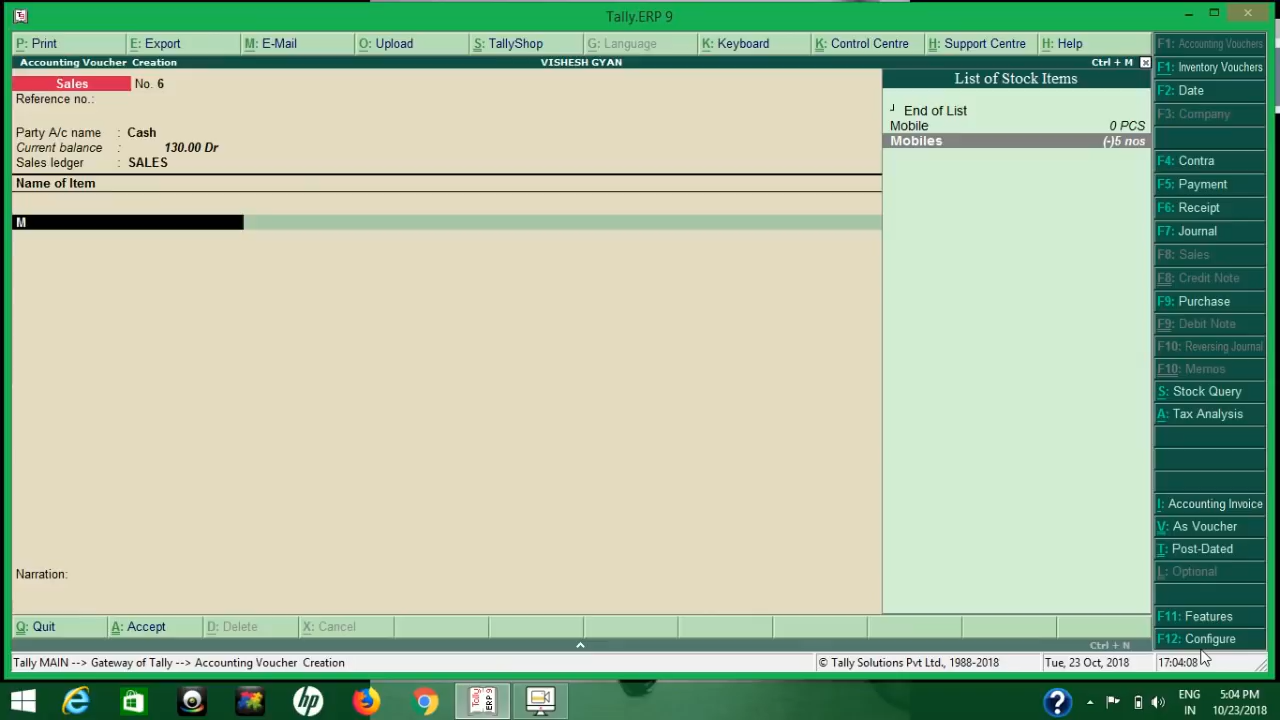 Tally.ERP 9
P: Print E: Export M: E-Mail O: Upload S: TallyShop G: Language K: Keyboard K: Control Centre H: Support Centre H: Help
Accounting Voucher Creation VISHESH GYAN Ctrl + M
Sales No. 6
Reference no.:
Party A/c name : Cash
Current balance : 130.00 Dr
Sales ledger : SALES
Name of Item
M
Narration:
List of Stock Items
End of List
Mobile 0 PCS
Mobiles (-)5 nos
F1: Accounting Vouchers
F1: Inventory Vouchers
F2: Date
F3: Company
F4: Contra
F5: Payment
F6: Receipt
F7: Journal
F8: Sales
F8: Credit Note
F9: Purchase
F9: Debit Note
F10: Reversing Journal
F10: Memos
S: Stock Query
A: Tax Analysis
I: Accounting Invoice
V: As Voucher
T: Post-Dated
L: Optional
F11: Features
F12: Configure
Q: Quit A: Accept D: Delete X: Cancel
Ctrl + N
Tally MAIN --> Gateway of Tally --> Accounting Voucher Creation © Tally Solutions Pvt Ltd., 1988-2018 Tue, 23 Oct, 2018 17:04:08
hp
Tally ERP 9
ENG
IN
5:04 PM
10/23/2018